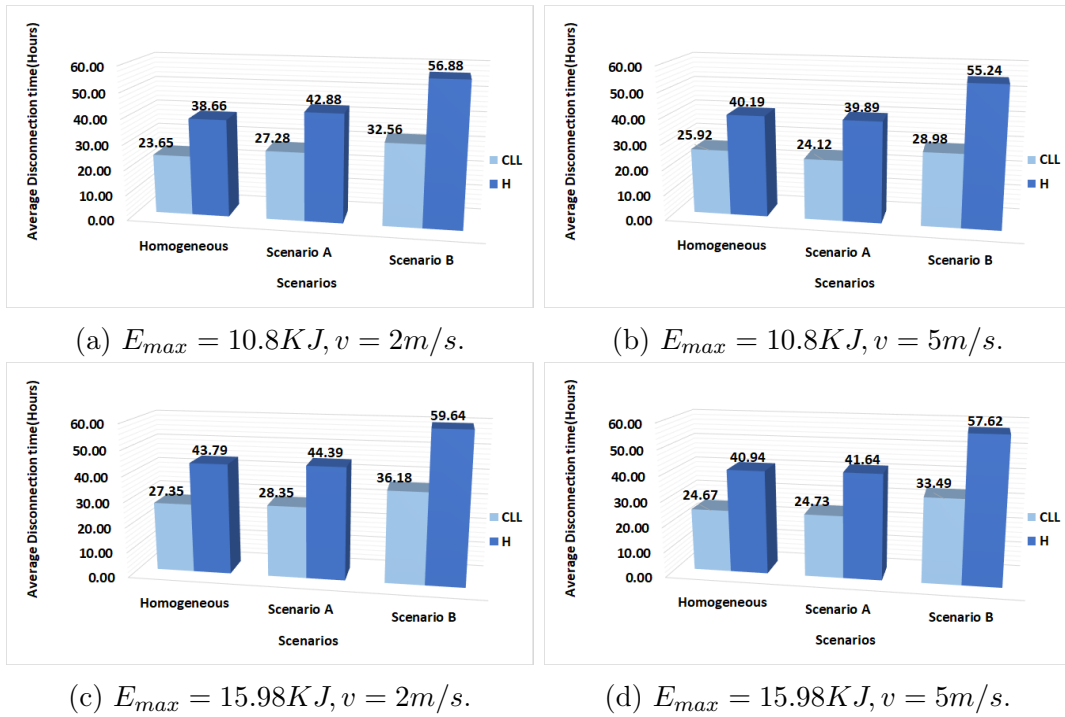 Average Disconnection time(Hours)
60.00
50.00
40.00
30.00
20.00
10.00
0.00
23.65
38.66
27.28
42.88
32.56
56.88
Homogeneous
Scenario A
Scenario B
Scenarios
CLL
H
(a) E_max = 10.8KJ, v = 2m/s.
Average Disconnection time(Hours)
60.00
50.00
40.00
30.00
20.00
10.00
0.00
25.92
40.19
24.12
39.89
28.98
55.24
Homogeneous
Scenario A
Scenario B
Scenarios
CLL
H
(b) E_max = 10.8KJ, v = 5m/s.
Average Disconnection time(Hours)
60.00
50.00
40.00
30.00
20.00
10.00
0.00
27.35
43.79
28.35
44.39
36.18
59.64
Homogeneous
Scenario A
Scenario B
Scenarios
CLL
H
(c) E_max = 15.98KJ, v = 2m/s.
Average Disconnection time(Hours)
60.00
50.00
40.00
30.00
20.00
10.00
0.00
24.67
40.94
24.73
41.64
33.49
57.62
Homogeneous
Scenario A
Scenario B
Scenarios
CLL
H
(d) E_max = 15.98KJ, v = 5m/s.